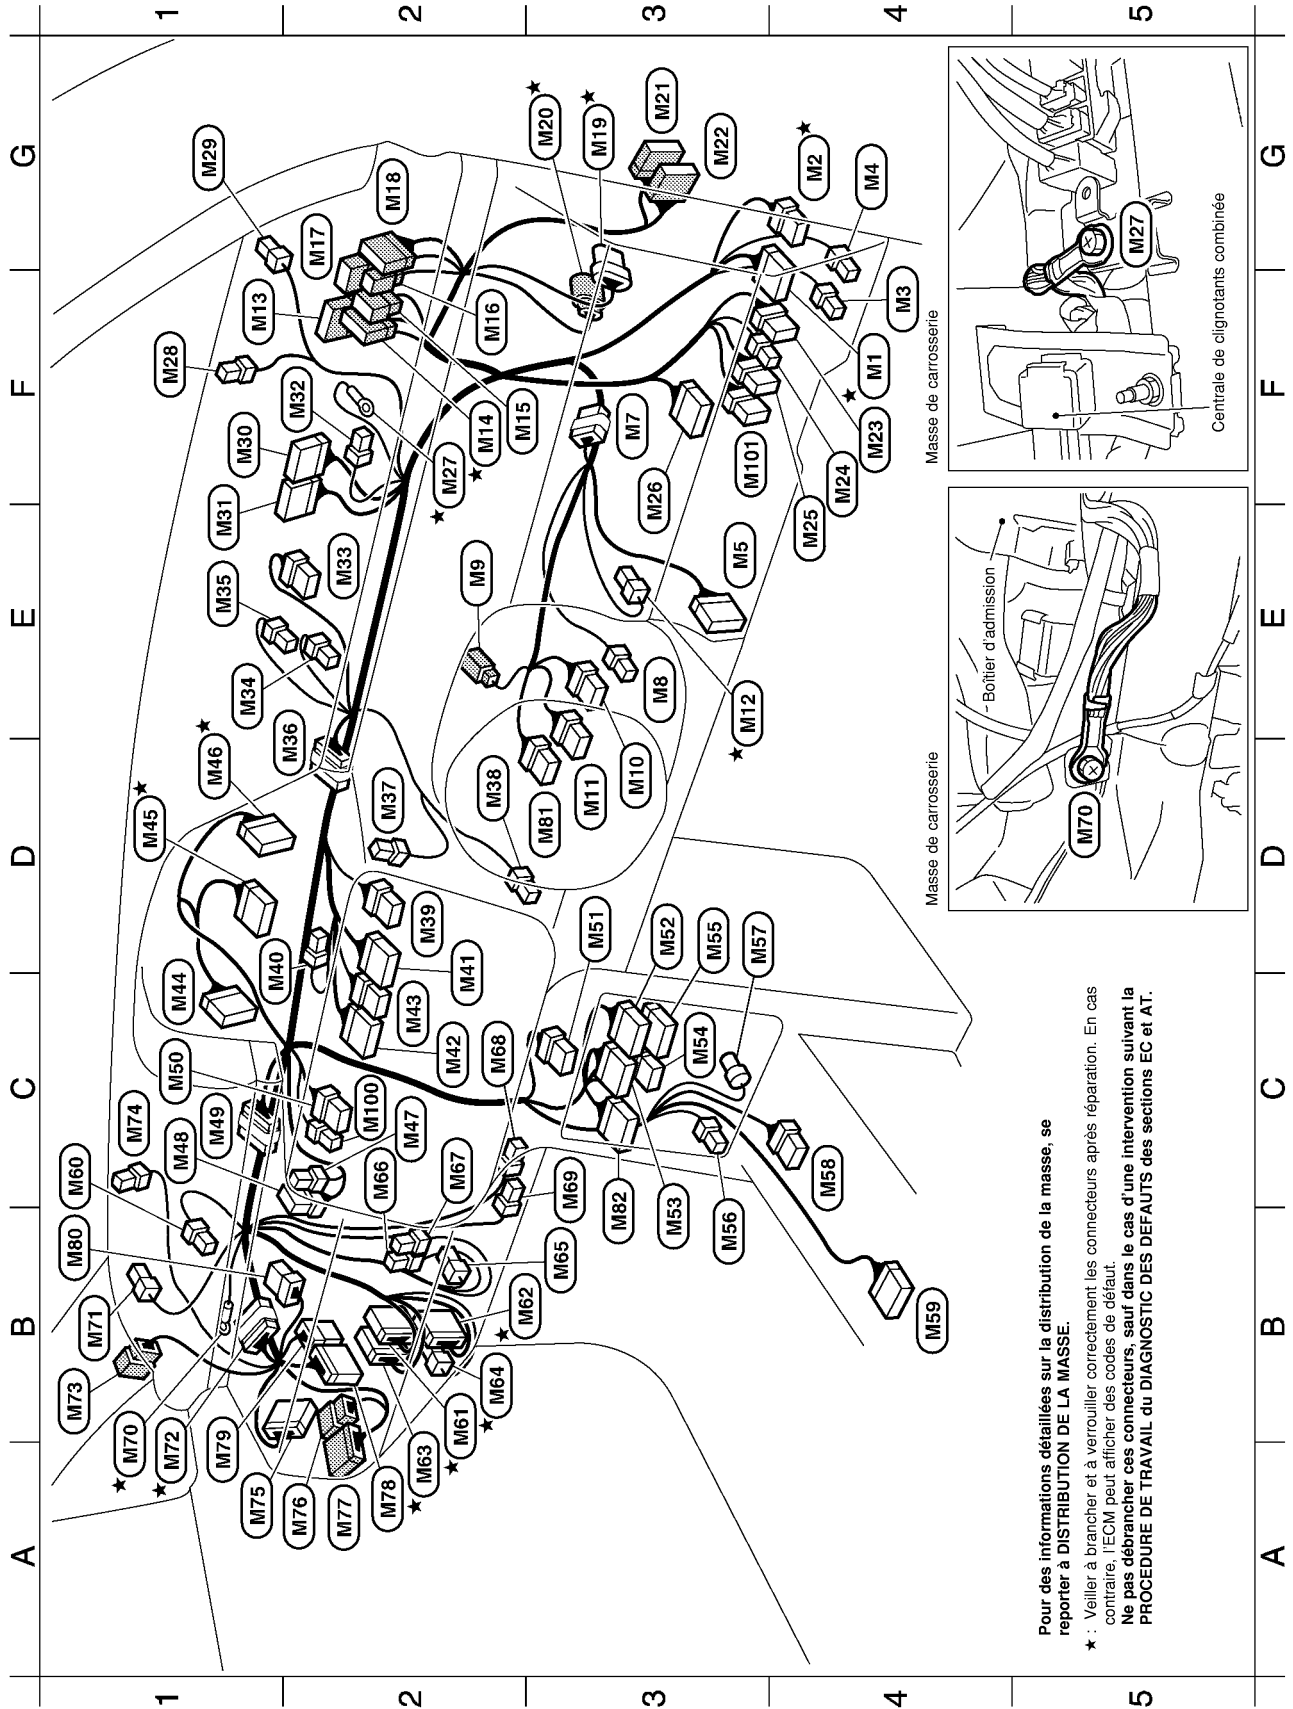 1
2
3
4
5
G
F
E
D
C
B
A
M29
M20 ★
M19 ★
M21
M22
M2 ★
M4
M18
M17
M13
M16
M3
M28
M1 ★
M32
M15
M14 ★
M7
M23
M30
M27 ★
M101
M24
M31
M26
M25
M33
M9
M5
M35
M34
M8
M12 ★
M36
M46 ★
M10
M11
M81
M38
M37
M45 ★
M39
M51
M52
M55
M57
M40
M41
M44
M43
M42
M54
M68
M50
M100
M74
M49
M47
M48
M67
M66
M60
M69
M82
M53
M56
M58
M80
M65
M71
M62 ★
M59
M73
M64 ★
M61 ★
M70 ★
M72 ★
M79
M63 ★
M78
M75
M76
M77
Masse de carrosserie
M27
Centrale de clignotants combinée
Masse de carrosserie
Boîtier d'admission
M70
Pour des informations détaillées sur la distribution de la masse, se
reporter à DISTRIBUTION DE LA MASSE.
★ : Veiller à brancher et à verrouiller correctement les connecteurs après réparation. En cas
contraire, l'ECM peut afficher des codes de défaut.
Ne pas débrancher ces connecteurs, sauf dans le cas d'une intervention suivant la
PROCEDURE DE TRAVAIL du DIAGNOSTIC DES DEFAUTS des sections EC et AT.
G
F
E
D
C
B
A
1
2
3
4
5